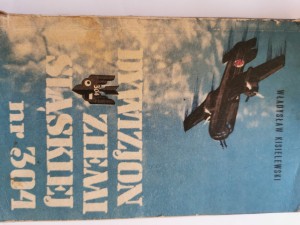 WŁADYSŁAW KISIELEWSKI
DYWIZJON
ZIEMI
ŚLĄSKIEJ
nr 304